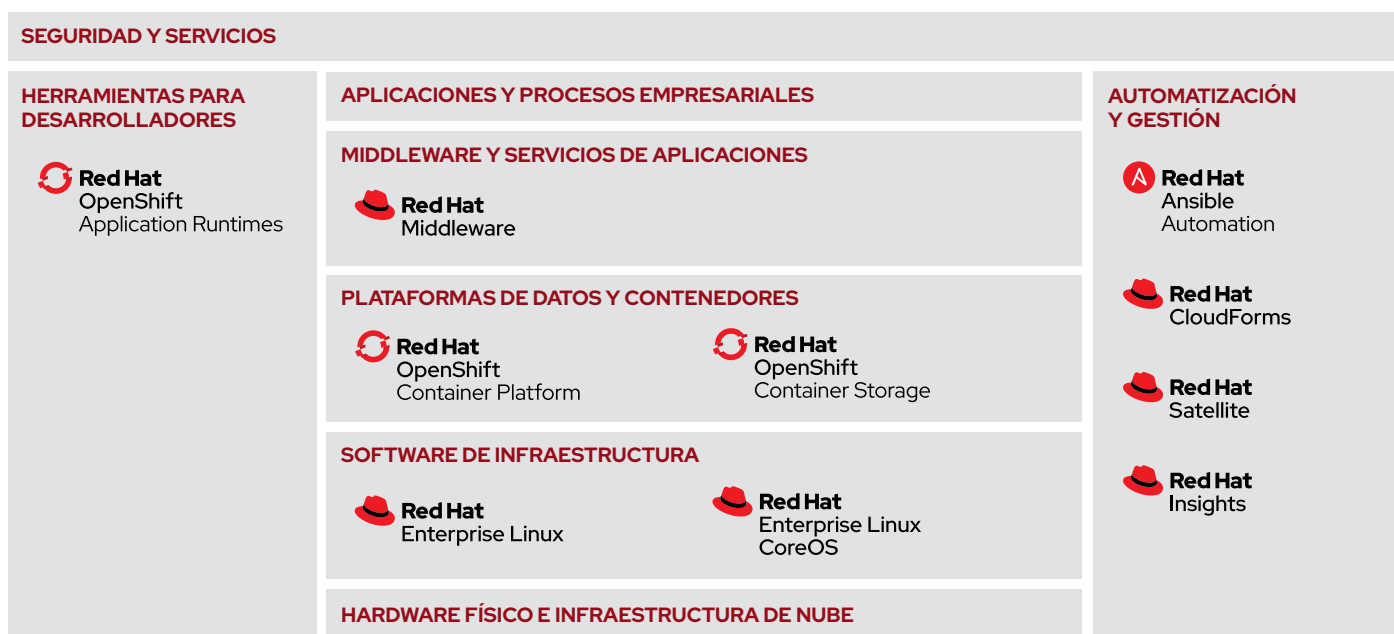 SEGURIDAD Y SERVICIOS
HERRAMIENTAS PARA
DESARROLLADORES
Red Hat
OpenShift
Application Runtimes
APLICACIONES Y PROCESOS EMPRESARIALES
MIDDLEWARE Y SERVICIOS DE APLICACIONES
Red Hat
Middleware
PLATAFORMAS DE DATOS Y CONTENEDORES
Red Hat
OpenShift
Container Platform
Red Hat
OpenShift
Container Storage
SOFTWARE DE INFRAESTRUCTURA
Red Hat
Enterprise Linux
Red Hat
Enterprise Linux
CoreOS
HARDWARE FÍSICO E INFRAESTRUCTURA DE NUBE
AUTOMATIZACIÓN
Y GESTIÓN
Red Hat
Ansible
Automation
Red Hat
CloudForms
Red Hat
Satellite
Red Hat
Insights